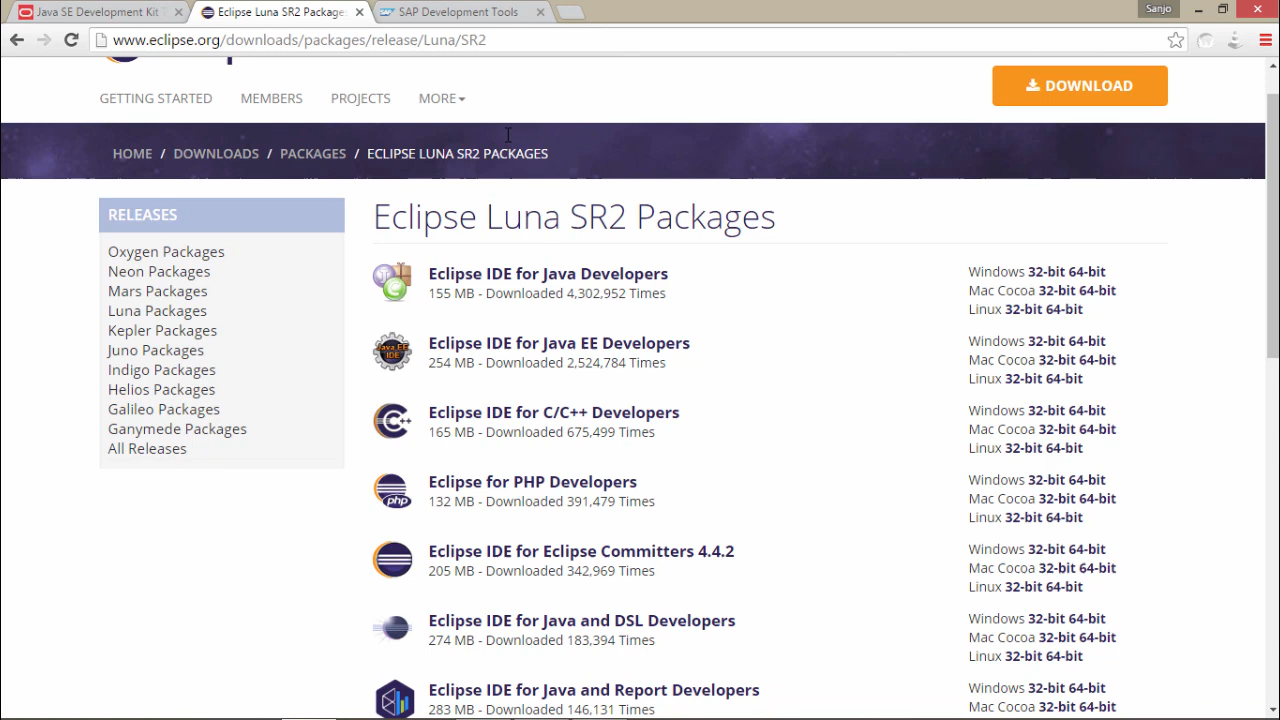 Java SE Development Kit
Eclipse Luna SR2 Package
SAP Development Tools
Sanjo
www.eclipse.org/downloads/packages/release/Luna/SR2
GETTING STARTED MEMBERS PROJECTS MORE
DOWNLOAD
HOME / DOWNLOADS / PACKAGES / ECLIPSE LUNA SR2 PACKAGES
RELEASES
Oxygen Packages
Neon Packages
Mars Packages
Luna Packages
Kepler Packages
Juno Packages
Indigo Packages
Helios Packages
Galileo Packages
Ganymede Packages
All Releases
Eclipse Luna SR2 Packages
Eclipse IDE for Java Developers
155 MB - Downloaded 4,302,952 Times
Windows 32-bit 64-bit
Mac Cocoa 32-bit 64-bit
Linux 32-bit 64-bit
Eclipse IDE for Java EE Developers
254 MB - Downloaded 2,524,784 Times
Java EE
IDE
Windows 32-bit 64-bit
Mac Cocoa 32-bit 64-bit
Linux 32-bit 64-bit
Eclipse IDE for C/C++ Developers
165 MB - Downloaded 675,499 Times
C++
Windows 32-bit 64-bit
Mac Cocoa 32-bit 64-bit
Linux 32-bit 64-bit
Eclipse for PHP Developers
132 MB - Downloaded 391,479 Times
php
Windows 32-bit 64-bit
Mac Cocoa 32-bit 64-bit
Linux 32-bit 64-bit
Eclipse IDE for Eclipse Committers 4.4.2
205 MB - Downloaded 342,969 Times
Windows 32-bit 64-bit
Mac Cocoa 32-bit 64-bit
Linux 32-bit 64-bit
Eclipse IDE for Java and DSL Developers
274 MB - Downloaded 183,394 Times
Windows 32-bit 64-bit
Mac Cocoa 32-bit 64-bit
Linux 32-bit 64-bit
Eclipse IDE for Java and Report Developers
283 MB - Downloaded 146,131 Times
Windows 32-bit 64-bit
Mac Cocoa 32-bit 64-bit